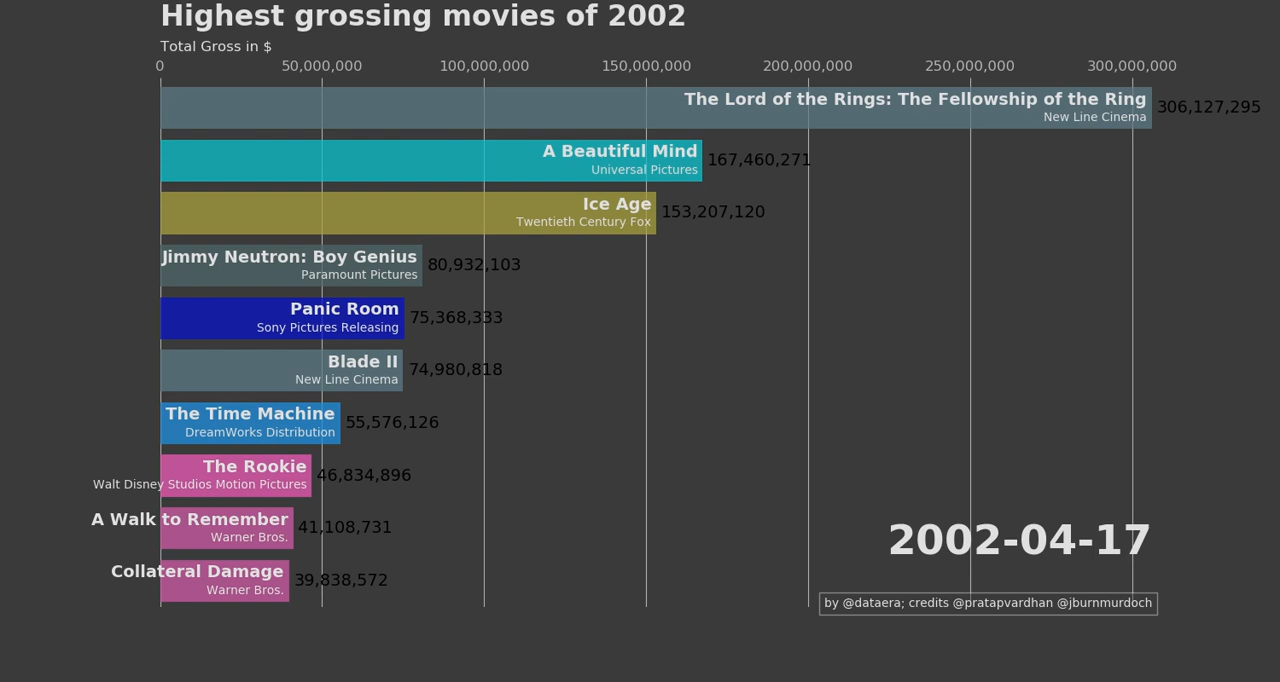 Highest grossing movies of 2002
Total Gross in $
0 50,000,000 100,000,000 150,000,000 200,000,000 250,000,000 300,000,000
The Lord of the Rings: The Fellowship of the Ring
New Line Cinema
306,127,295
A Beautiful Mind
Universal Pictures
167,460,271
Ice Age
Twentieth Century Fox
153,207,120
Jimmy Neutron: Boy Genius
Paramount Pictures
80,932,103
Panic Room
Sony Pictures Releasing
75,368,333
Blade II
New Line Cinema
74,980,818
The Time Machine
DreamWorks Distribution
55,576,126
The Rookie
Walt Disney Studios Motion Pictures
46,834,896
A Walk to Remember
Warner Bros.
41,108,731
Collateral Damage
Warner Bros.
39,838,572
2002-04-17
by @dataera; credits @pratapvardhan @jburnmurdoch